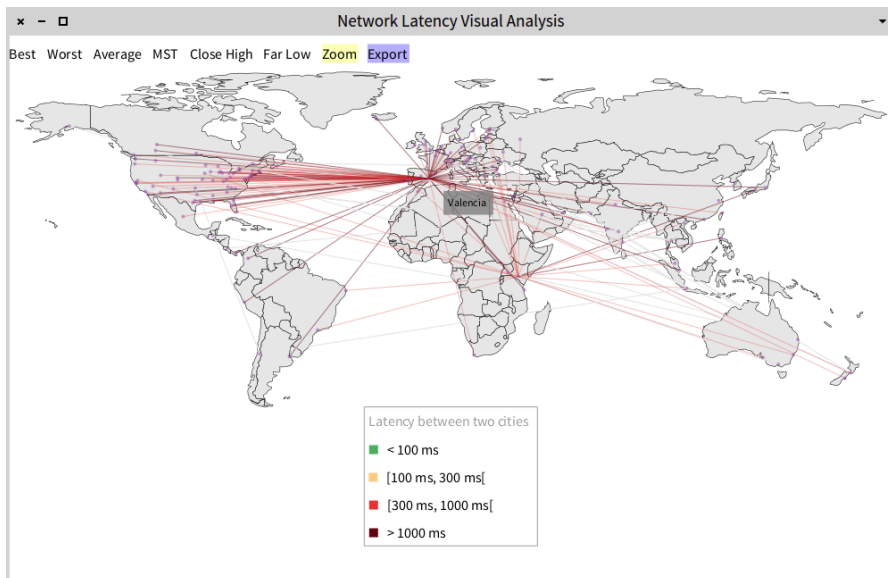 Network Latency Visual Analysis
Best Worst Average MST Close High Far Low Zoom Export
Valencia
Latency between two cities
< 100 ms
[100 ms, 300 ms[
[300 ms, 1000 ms[
> 1000 ms